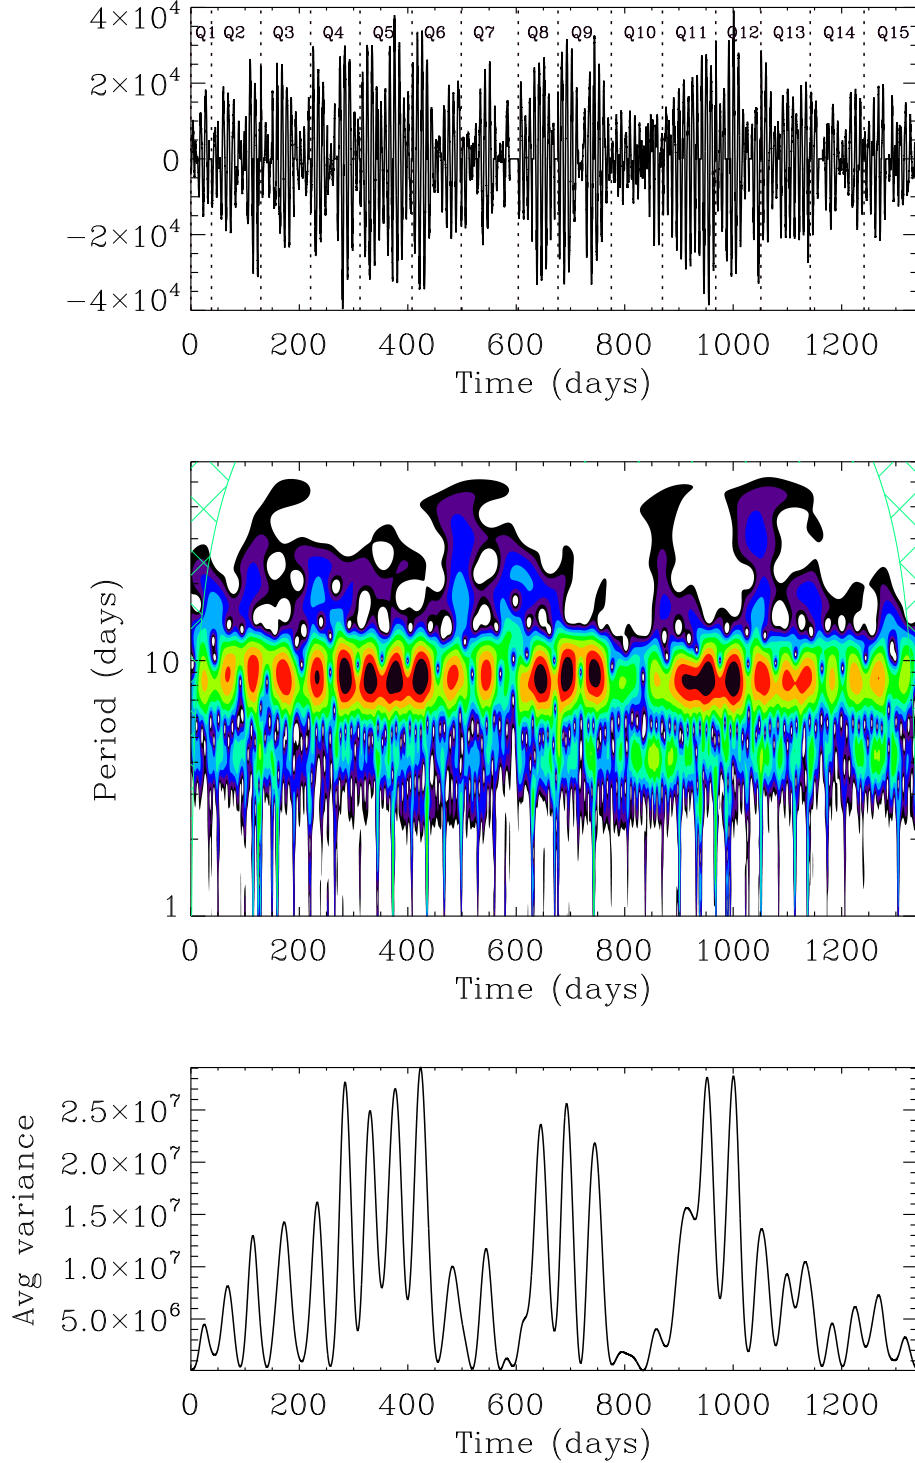 4×10⁴
Q1 Q2 Q3 Q4 Q5 Q6 Q7 Q8 Q9 Q10 Q11 Q12 Q13 Q14 Q15
2×10⁴
0
−2×10⁴
−4×10⁴
0 200 400 600 800 1000 1200
Time (days)
Period (days)
10
1
0 200 400 600 800 1000 1200
Time (days)
Avg variance
2.5×10⁷
2.0×10⁷
1.5×10⁷
1.0×10⁷
5.0×10⁶
0 200 400 600 800 1000 1200
Time (days)